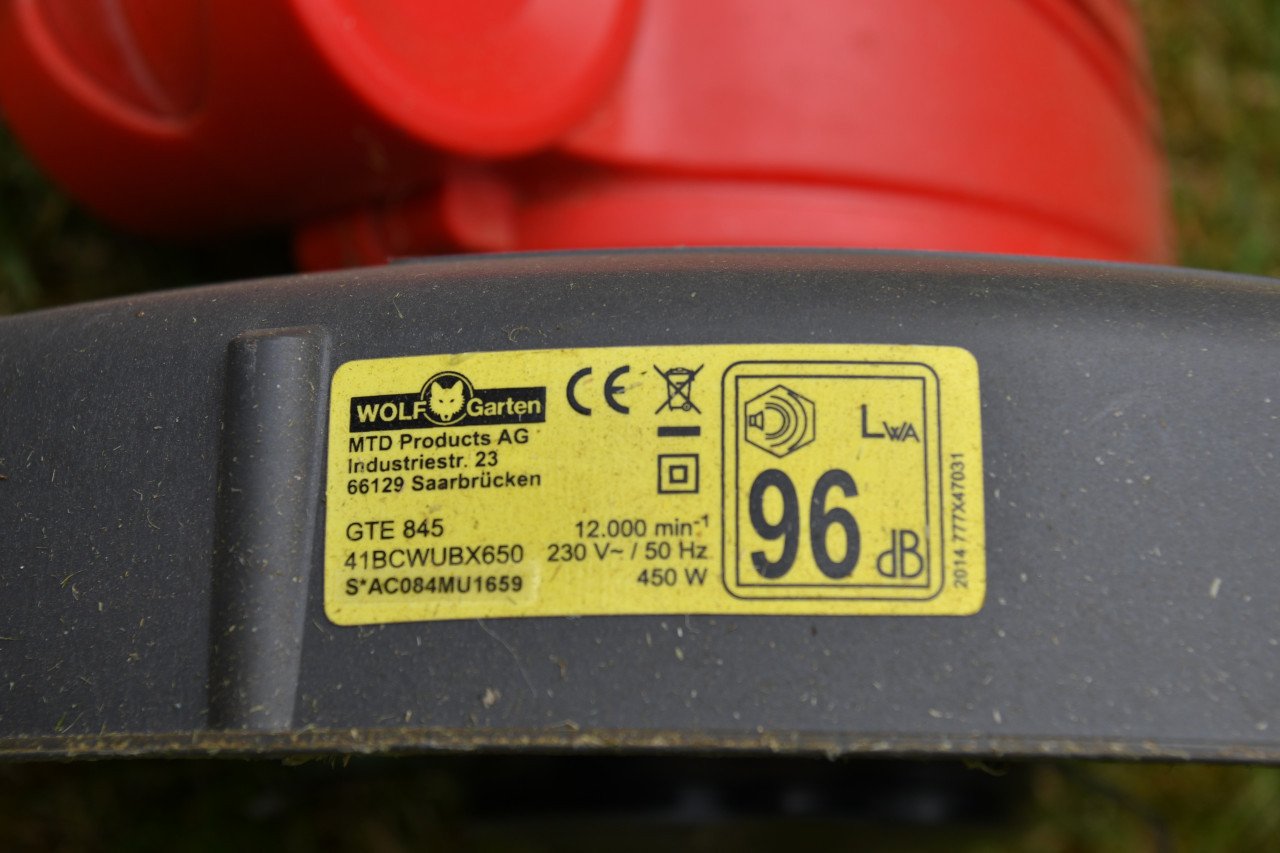 WOLF Garten
MTD Products AG
Industriestr. 23
66129 Saarbrücken
GTE 845
41BCWUBX650
S*AC084MU1659
CE
12.000 min⁻¹
230 V~ / 50 Hz
450 W
LWA
96
dB
2014 777X47031